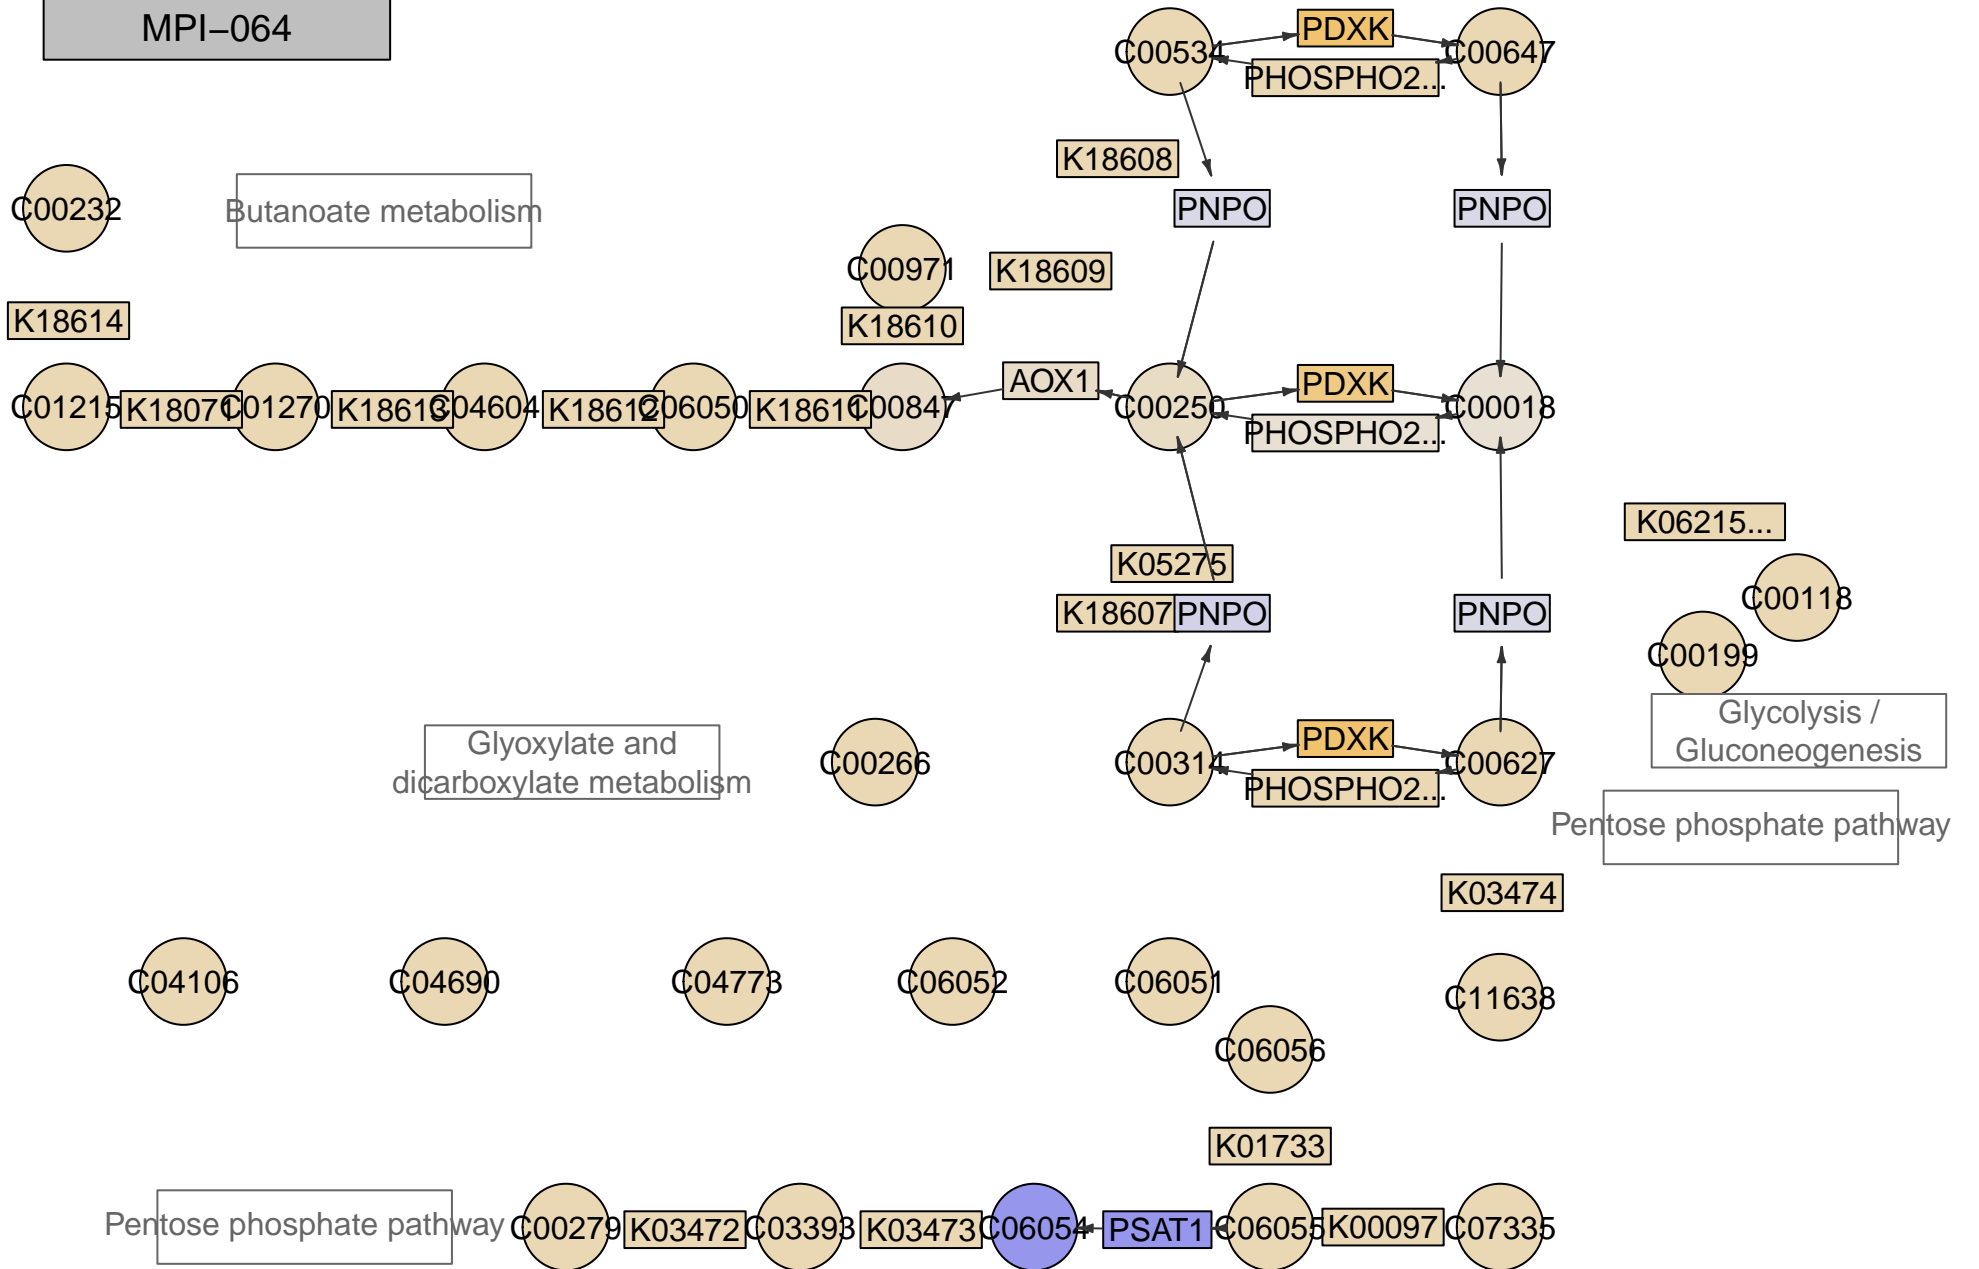 MPI−064
C00534
PDXK
C00647
PHOSPHO2...
K18608
C00232
Butanoate metabolism
PNPO
PNPO
C00971
K18609
K18614
K18610
C01215
K18071
C01270
K18613
C04604
K18612
C06050
K18611
C00847
AOX1
C00250
PDXK
PHOSPHO2...
C00018
K06215...
K05275
C00118
K18607
PNPO
PNPO
C00199
Glycolysis /
Gluconeogenesis
Glyoxylate and
dicarboxylate metabolism
C00266
C00314
PDXK
PHOSPHO2...
C00627
Pentose phosphate pathway
K03474
C04106
C04690
C04773
C06052
C06051
C11638
C06056
K01733
Pentose phosphate pathway
C00279
K03472
C03393
K03473
C06054
PSAT1
C06055
K00097
C07335